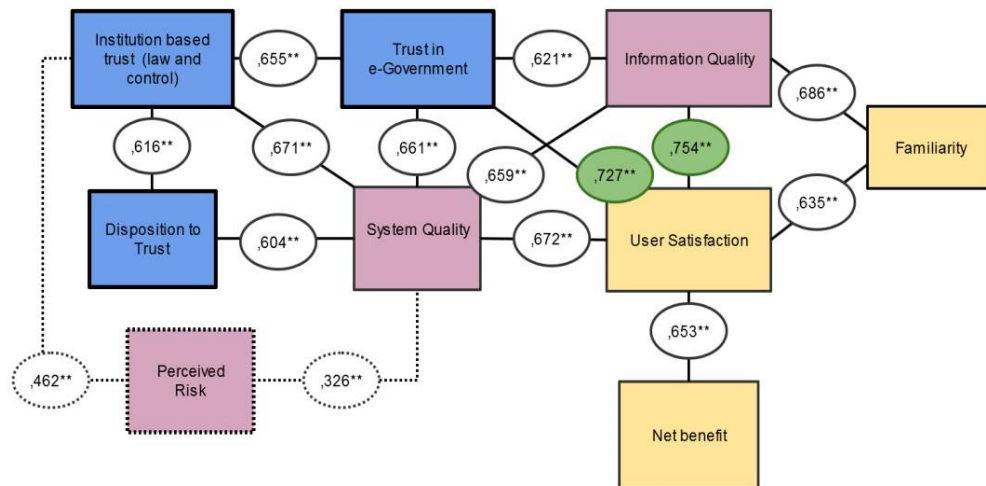 Institution based
trust (law and
control)
,655**
Trust in
e-Government
,621**
Information Quality
,686**
,616**
,671**
,661**
,659**
,727**
,754**
Familiarity
,635**
Disposition to
Trust
,604**
System Quality
,672**
User Satisfaction
,653**
,462**
Perceived
Risk
,326**
Net benefit